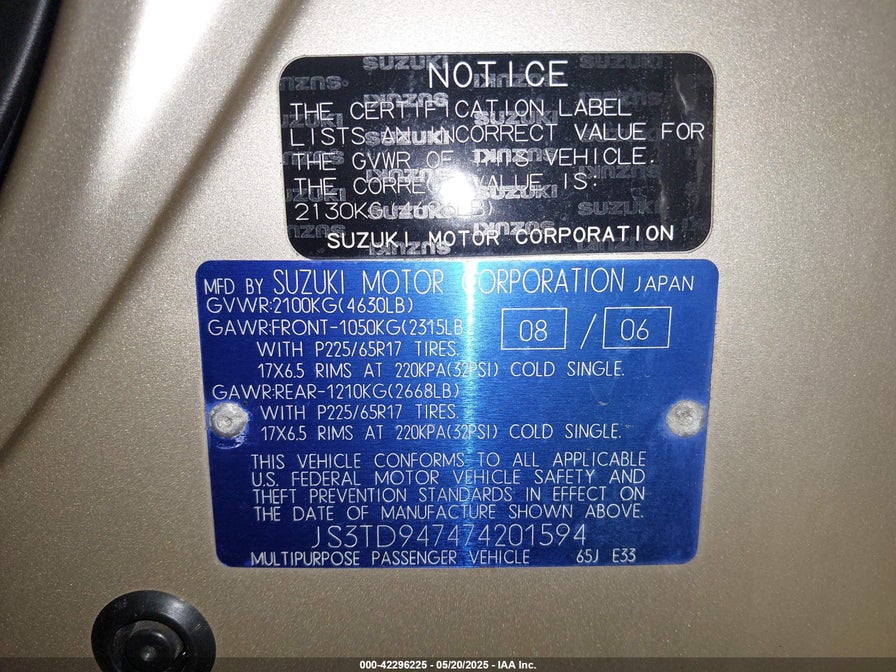 NOTICE
THE CERTIFICATION LABEL
LISTS AN INCORRECT VALUE FOR
THE GVWR OF THIS VEHICLE.
THE CORRECT VALUE IS:
2130KG(46 LB)
SUZUKI MOTOR CORPORATION
MFD BY SUZUKI MOTOR CORPORATION JAPAN
GVWR:2100KG(4630LB)
GAWR:FRONT-1050KG(2315LB
08 / 06
WITH P225/65R17 TIRES.
17X6.5 RIMS AT 220KPA(32PSI) COLD SINGLE.
GAWR:REAR-1210KG(2668LB)
WITH P225/65R17 TIRES.
17X6.5 RIMS AT 220KPA(32PSI) COLD SINGLE.
THIS VEHICLE CONFORMS TO ALL APPLICABLE
U.S. FEDERAL MOTOR VEHICLE SAFETY AND
THEFT PREVENTION STANDARDS IN EFFECT ON
THE DATE OF MANUFACTURE SHOWN ABOVE.
JS3TD947474201594
MULTIPURPOSE PASSENGER VEHICLE 65J E33
000-42296225 - 05/20/2025 - IAA Inc.